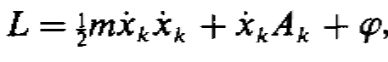 L = ½mẋₖẋₖ + ẋₖAₖ + φ,